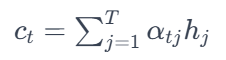 $c_t = \sum_{j=1}^{T} \alpha_{tj} h_j$